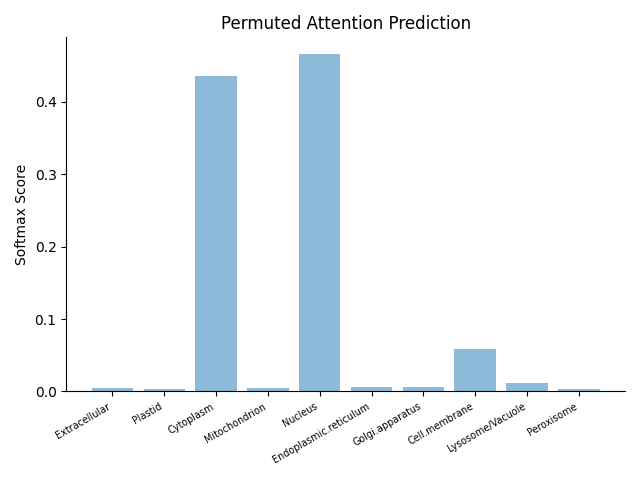 Permuted Attention Prediction
Softmax Score
0.4
0.3
0.2
0.1
0.0
Extracellular
Plastid
Cytoplasm
Mitochondrion
Nucleus
Endoplasmic.reticulum
Golgi.apparatus
Cell.membrane
Lysosome/Vacuole
Peroxisome